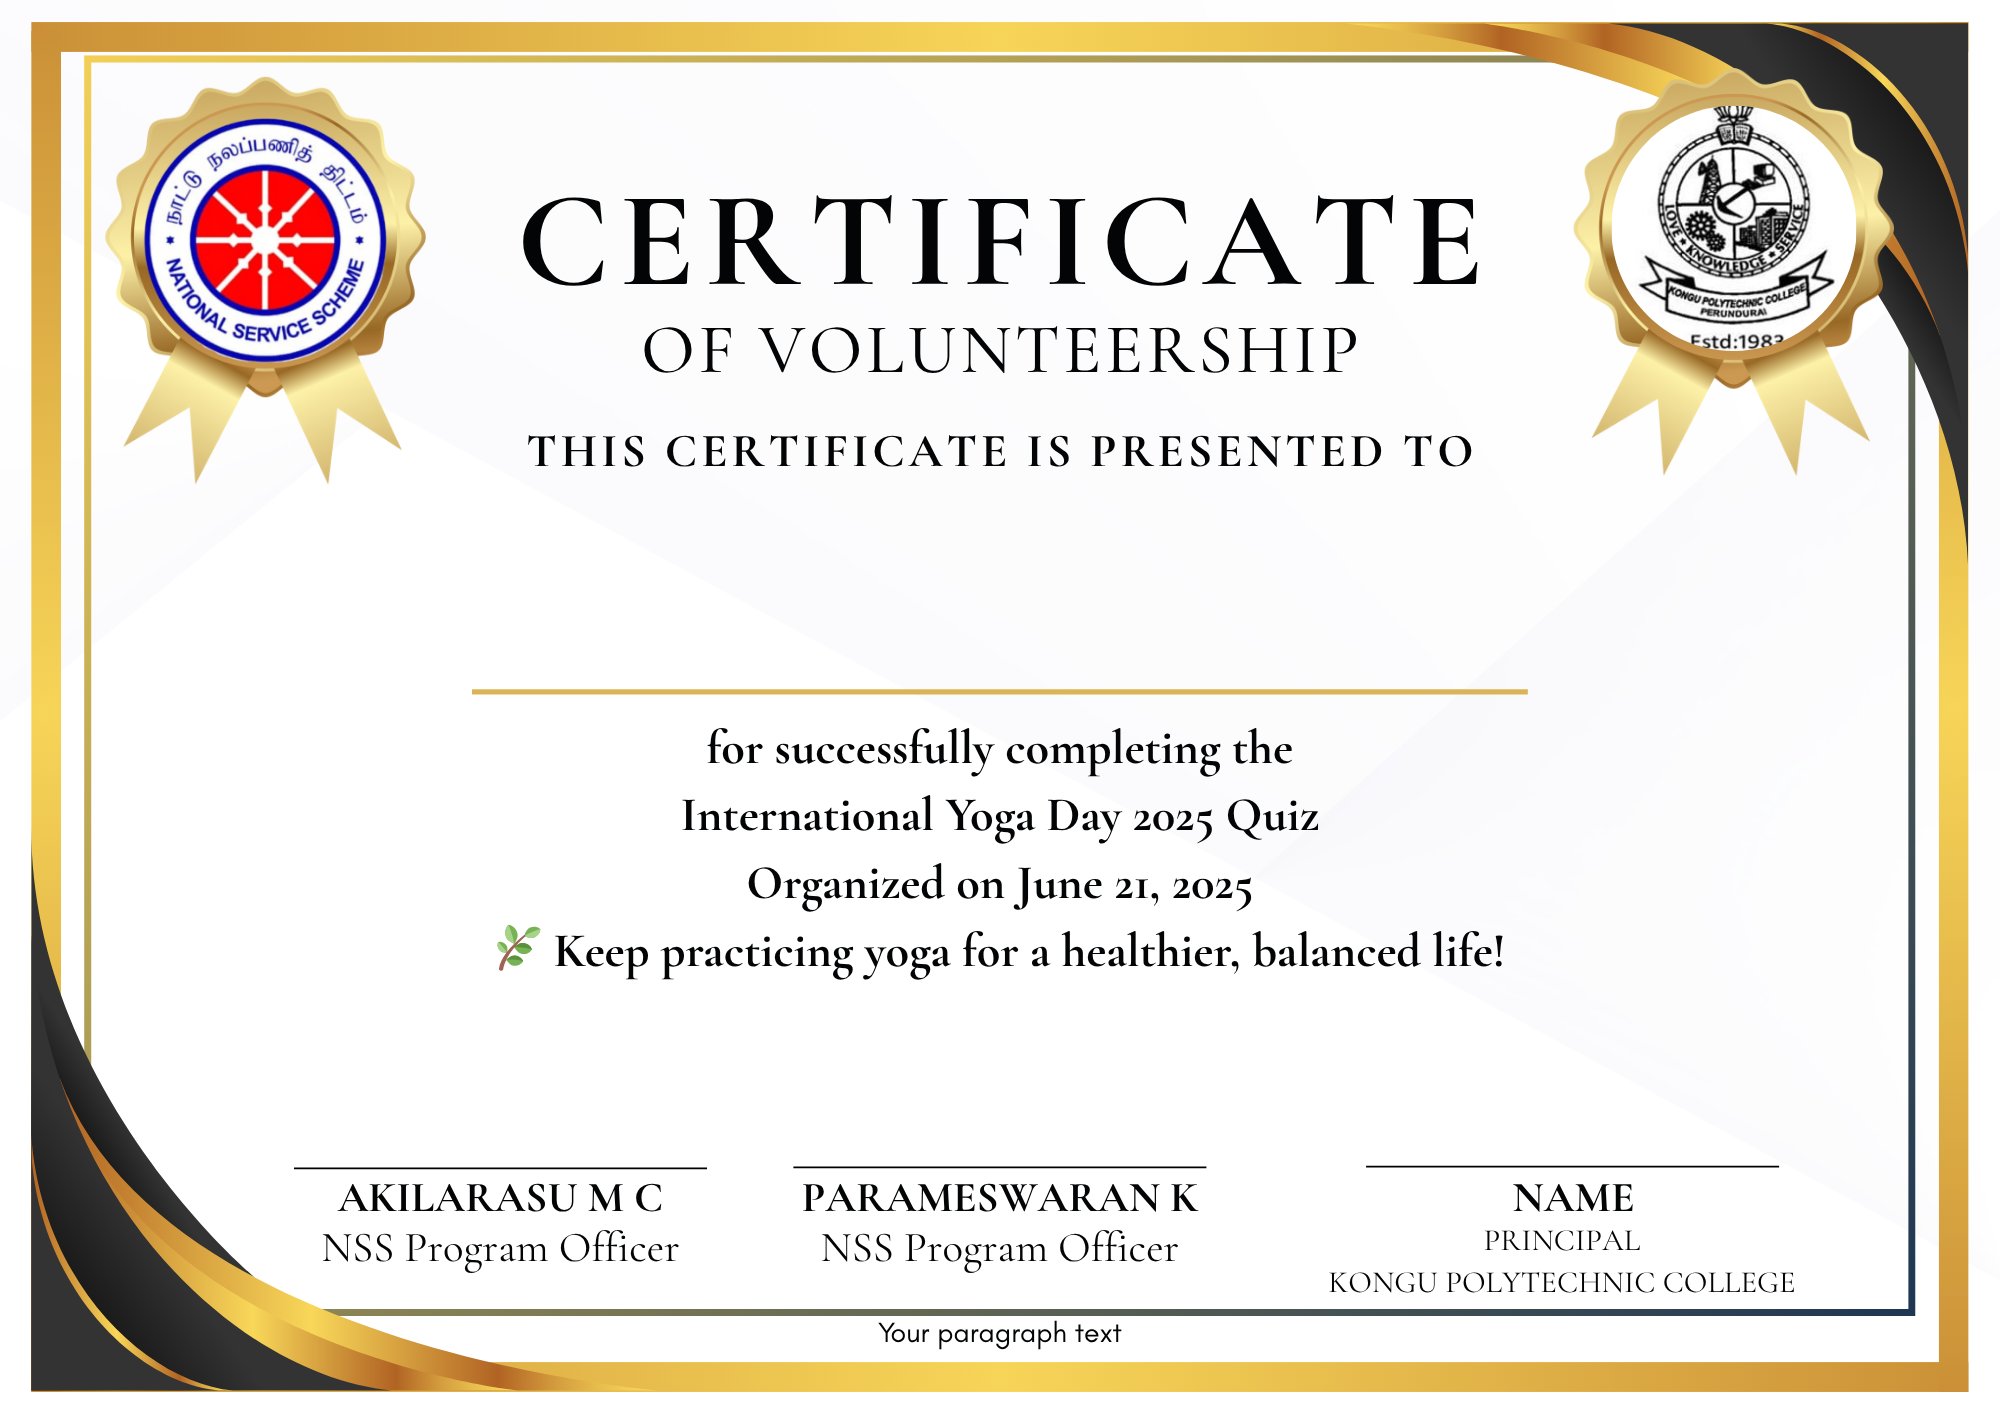 நாட்டு நலப்பணித் திட்டம்
NATIONAL SERVICE SCHEME
LOVE ★ KNOWLEDGE ★ SERVICE
KONGU POLYTECHNIC COLLEGE
PERUNDURAI
Estd:1983
CERTIFICATE
OF VOLUNTEERSHIP
THIS CERTIFICATE IS PRESENTED TO
for successfully completing the
International Yoga Day 2025 Quiz
Organized on June 21, 2025
🌿 Keep practicing yoga for a healthier, balanced life!
AKILARASU M C
NSS Program Officer
PARAMESWARAN K
NSS Program Officer
NAME
PRINCIPAL
KONGU POLYTECHNIC COLLEGE
Your paragraph text